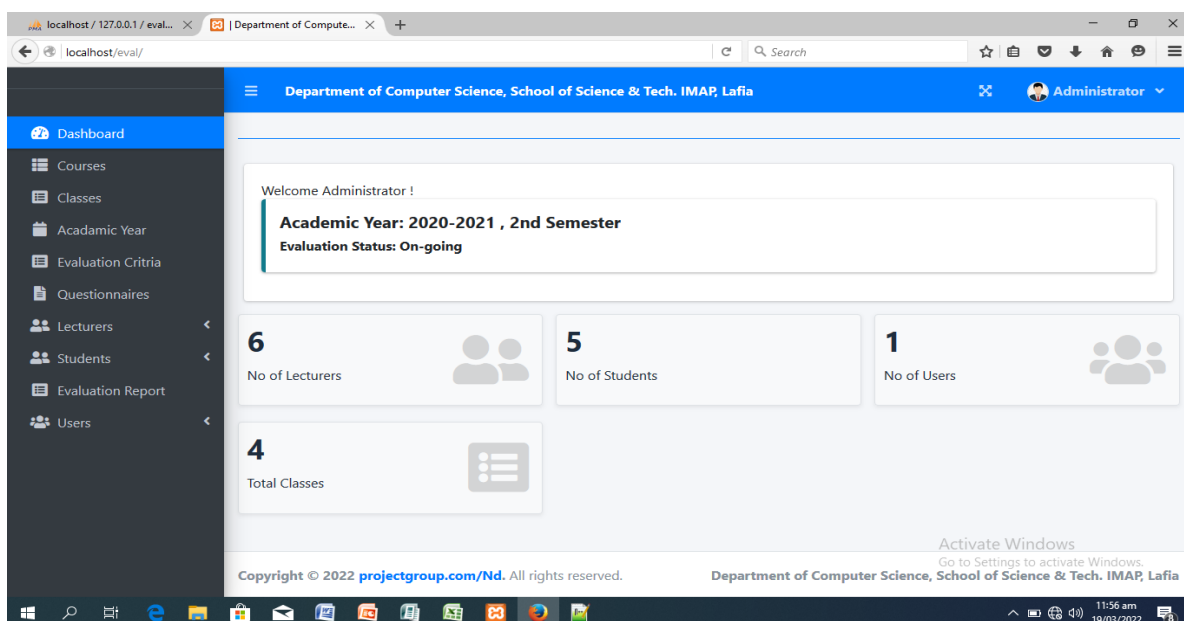 localhost / 127.0.0.1 / eval...
| Department of Compute...
localhost/eval/
Search
Department of Computer Science, School of Science & Tech. IMAP, Lafia
Administrator
Dashboard
Courses
Classes
Acadamic Year
Evaluation Critria
Questionnaires
Lecturers
Students
Evaluation Report
Users
Welcome Administrator !
Academic Year: 2020-2021 , 2nd Semester
Evaluation Status: On-going
6
No of Lecturers
5
No of Students
1
No of Users
4
Total Classes
Activate Windows
Go to Settings to activate Windows.
Copyright © 2022 projectgroup.com/Nd. All rights reserved.
Department of Computer Science, School of Science & Tech. IMAP, Lafia
11:56 am
19/03/2022